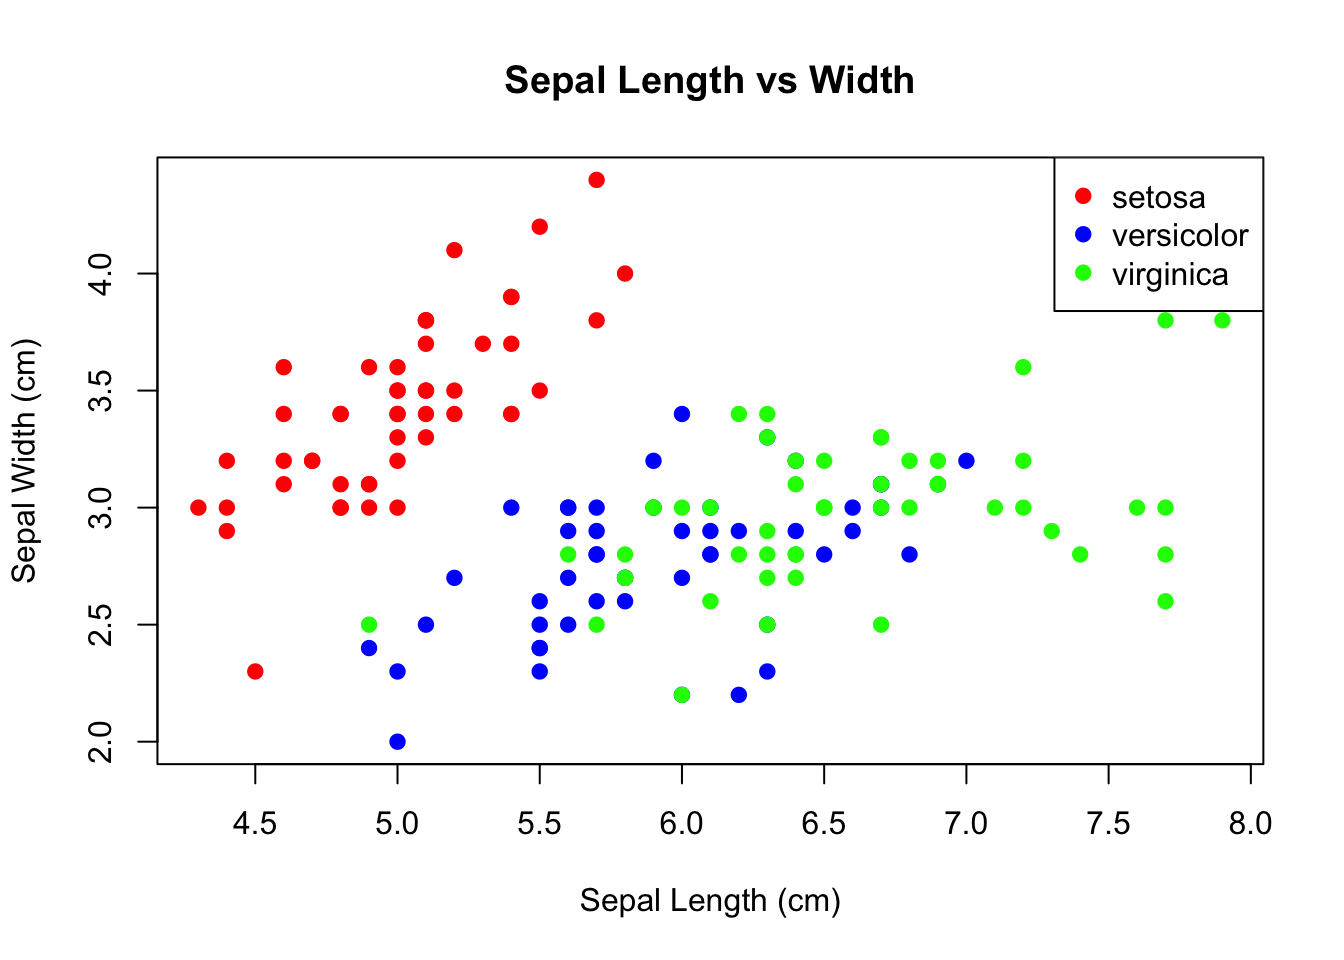 Sepal Length vs Width
setosa
versicolor
virginica
Sepal Width (cm)
4.0
3.5
3.0
2.5
2.0
4.5 5.0 5.5 6.0 6.5 7.0 7.5 8.0
Sepal Length (cm)